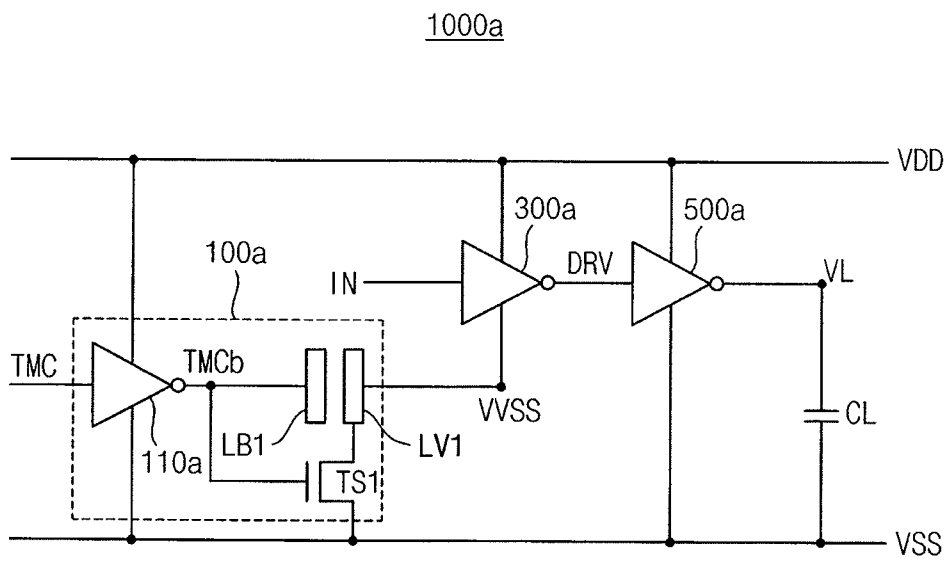 1000a
VDD
300a
500a
100a
DRV
IN
VL
TMC
TMCb
VVSS
CL
LB1
LV1
110a
TS1
VSS